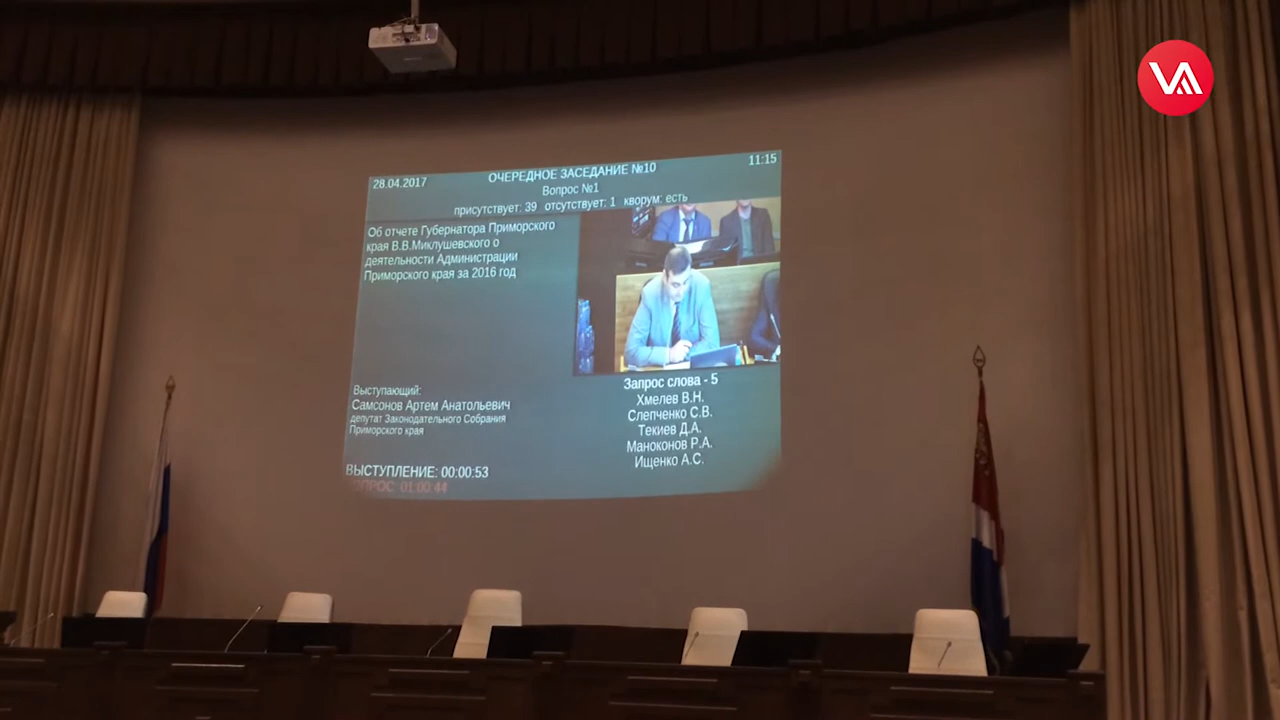 VA
28.04.2017
ОЧЕРЕДНОЕ ЗАСЕДАНИЕ №10
11:15
Вопрос №1
присутствует: 39 отсутствует: 1 кворум: есть
Об отчете Губернатора Приморского
края В.В.Миклушевского о
деятельности Администрации
Приморского края за 2016 год
Выступающий:
Самсонов Артем Анатольевич
депутат Законодательного Собрания
Приморского края
ВЫСТУПЛЕНИЕ: 00:00:53
ВОПРОС: 01:00:44
Запрос слова - 5
Хмелев В.Н.
Слепченко С.В.
Текиев Д.А.
Маноконов Р.А.
Ищенко А.С.